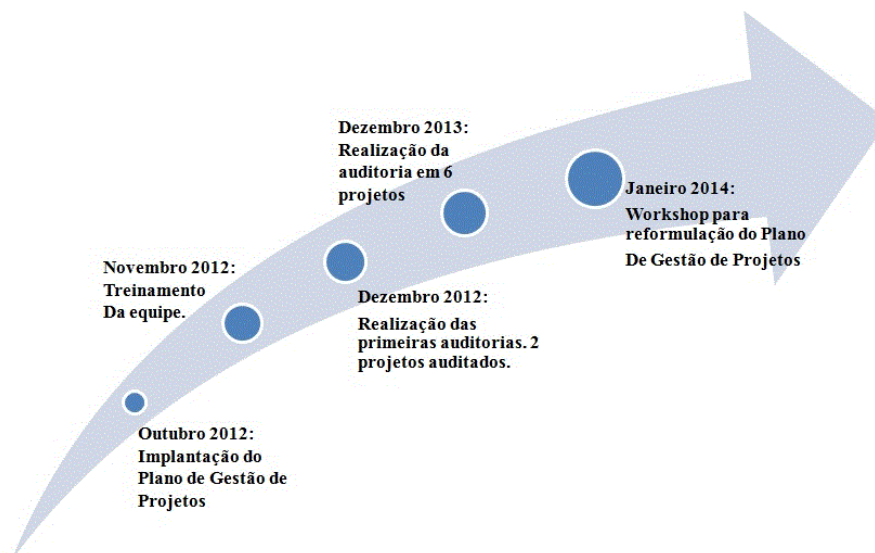 Dezembro 2013:
Realização da
auditoria em 6
projetos
Janeiro 2014:
Workshop para
reformulação do Plano
De Gestão de Projetos
Novembro 2012:
Treinamento
Da equipe.
Dezembro 2012:
Realização das
primeiras auditorias. 2
projetos auditados.
Outubro 2012:
Implantação do
Plano de Gestão de
Projetos